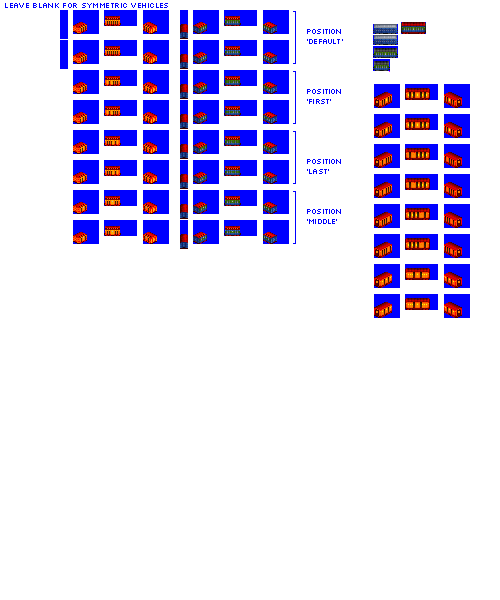 LEAVE BLANK FOR SYMMETRIC VEHICLES
POSITION
'DEFAULT'
POSITION
'FIRST'
POSITION
'LAST'
POSITION
'MIDDLE'